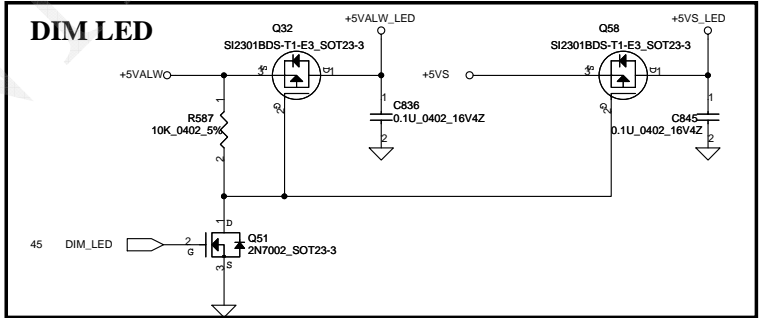 DIM LED
Q32
SI2301BDS-T1-E3_SOT23-3
+5VALW_LED
+5VALW
S
3
D
1
G
2
1
R587
10K_0402_5%
2
1
C836
0.1U_0402_16V4Z
2
Q58
SI2301BDS-T1-E3_SOT23-3
+5VS_LED
+5VS
S
3
D
1
G
2
1
C845
0.1U_0402_16V4Z
2
45
DIM_LED
2
G
1
D
Q51
2N7002_SOT23-3
3
S